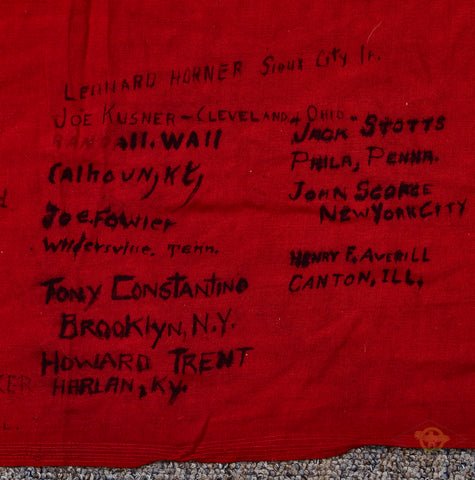 LEONARD HORNER Sioux City Ia.
JOE KUSNER - CLEVELAND, OHIO -
H. WALL
CALHOUN, KY,
JOE. FOWLER
WILDERSVILLE, TENN.
TONY CONSTANTINO
BROOKLYN, N.Y.
HOWARD TRENT
HARLAN, KY.
JACK STOTTS
PHILA, PENNA.
JOHN GEORGE
NEW YORK CITY
HENRY F. AVERILL
CANTON, ILL.